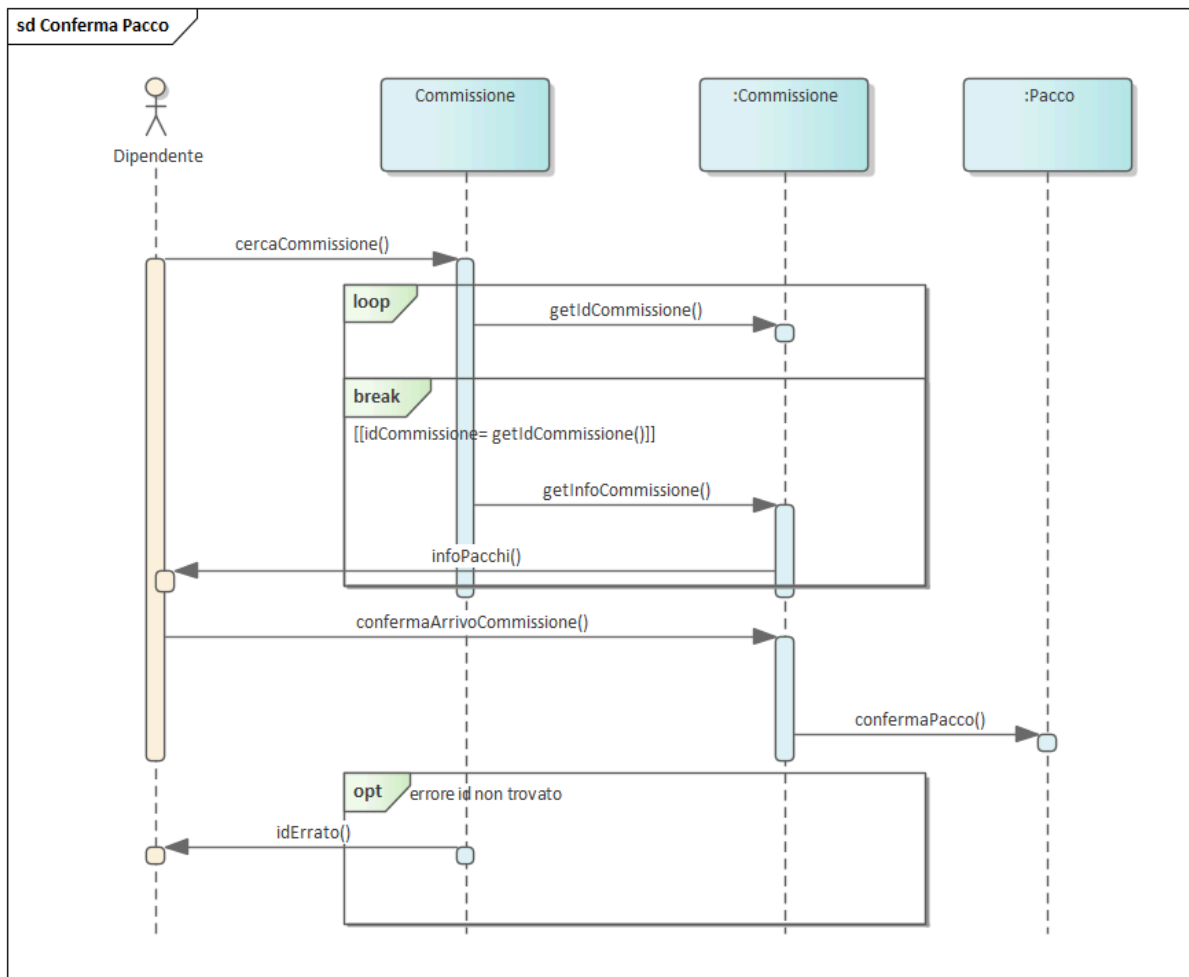 sd Conferma Pacco
Commissione
:Commissione
:Pacco
Dipendente
cercaCommissione()
loop
getIdCommissione()
break
[[idCommissione= getIdCommissione()]]
getInfoCommissione()
infoPacchi()
confermaArrivoCommissione()
confermaPacco()
opt
errore id non trovato
idErrato()